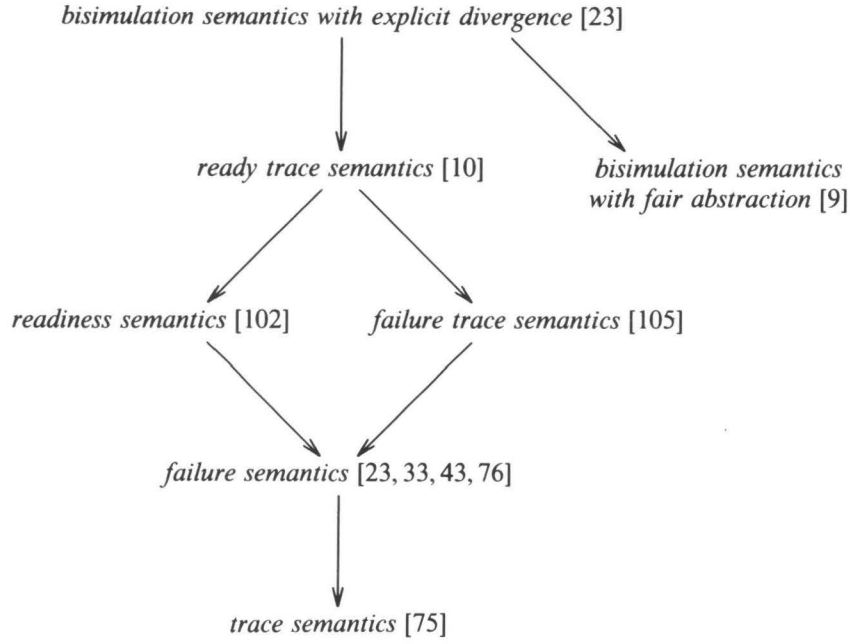 bisimulation semantics with explicit divergence [23]
ready trace semantics [10]
bisimulation semantics
with fair abstraction [9]
readiness semantics [102]
failure trace semantics [105]
failure semantics [23, 33, 43, 76]
trace semantics [75]